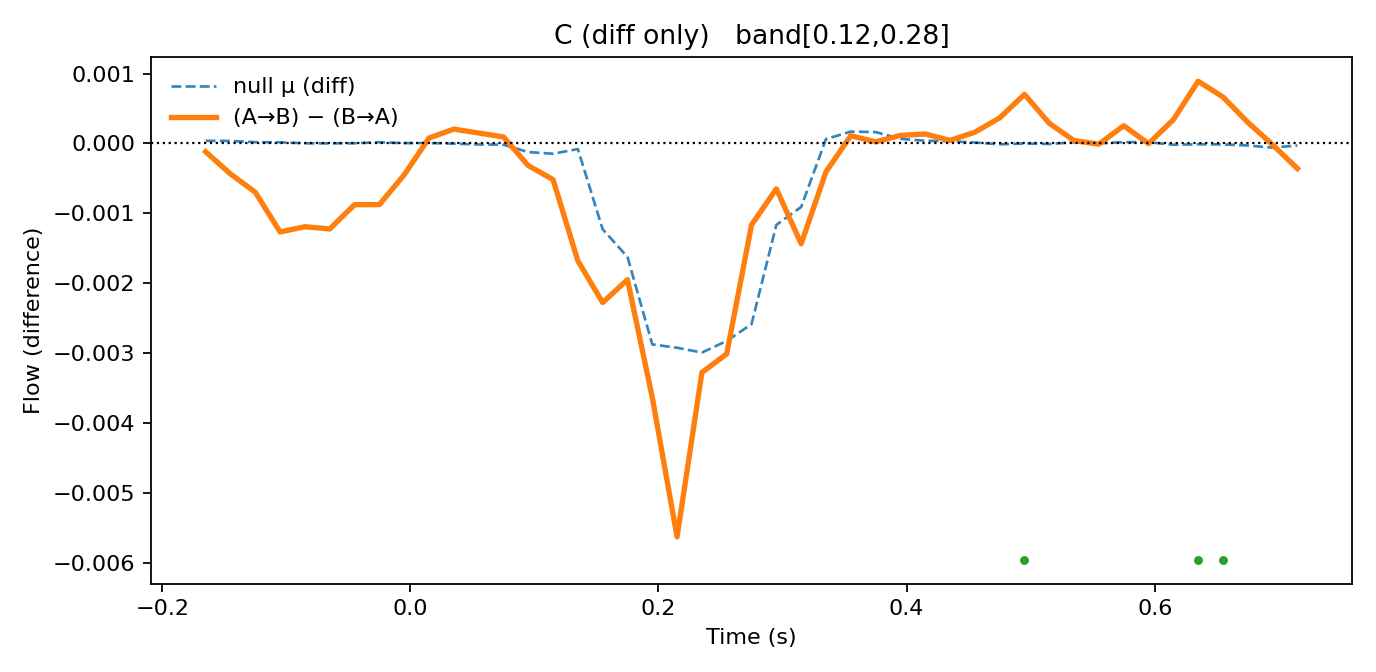 C (diff only)   band[0.12,0.28]
null μ (diff)
(A→B) − (B→A)
0.001
0.000
−0.001
−0.002
−0.003
−0.004
−0.005
−0.006
Flow (difference)
−0.2
0.0
0.2
0.4
0.6
Time (s)